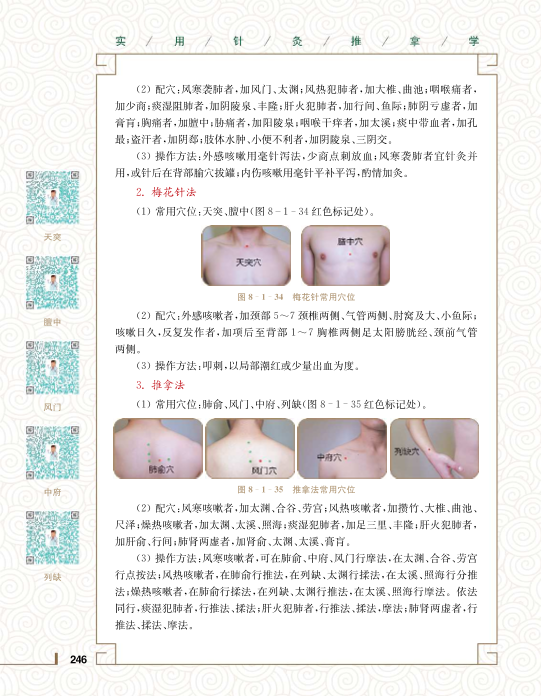 实 / 用 / 针 / 灸 / 推 / 拿 / 学
（2）配穴：风寒袭肺者，加风门、太渊；风热犯肺者，加大椎、曲池；咽喉痛者，
加少商；痰湿阻肺者，加阴陵泉、丰隆；肝火犯肺者，加行间、鱼际；肺阴亏虚者，加
膏肓；胸痛者，加膻中；胁痛者，加阳陵泉；咽喉干痒者，加太溪；痰中带血者，加孔
最；盗汗者，加阴郄；肢体水肿、小便不利者，加阴陵泉、三阴交。
（3）操作方法：外感咳嗽用毫针泻法，少商点刺放血；风寒袭肺者宜针灸并
用，或针后在背部腧穴拔罐；内伤咳嗽用毫针平补平泻，酌情加灸。
2. 梅花针法
（1）常用穴位：天突、膻中（图 8－1－34 红色标记处）。
天突穴
膻中穴
图 8－1－34 梅花针常用穴位
（2）配穴：外感咳嗽者，加颈部 5～7 颈椎两侧、气管两侧、肘窝及大、小鱼际；
咳嗽日久，反复发作者，加项后至背部 1～7 胸椎两侧足太阳膀胱经、颈前气管
两侧。
（3）操作方法：叩刺，以局部潮红或少量出血为度。
3. 推拿法
（1）常用穴位：肺俞、风门、中府、列缺（图 8－1－35 红色标记处）。
肺俞穴
风门穴
中府穴
列缺穴
图 8－1－35 推拿法常用穴位
（2）配穴：风寒咳嗽者，加太渊、合谷、劳宫；风热咳嗽者，加攒竹、大椎、曲池、
尺泽；燥热咳嗽者，加太渊、太溪、照海；痰湿犯肺者，加足三里、丰隆；肝火犯肺者，
加肝俞、行间；肺肾两虚者，加肾俞、太渊、太溪、膏肓。
（3）操作方法：风寒咳嗽者，可在肺俞、中府、风门行摩法，在太渊、合谷、劳宫
行点按法；风热咳嗽者，在肺俞行推法，在列缺、太渊行揉法，在太溪、照海行分推
法；燥热咳嗽者，在肺俞行揉法，在列缺、太渊行推法，在太溪、照海行摩法。依法
同行，痰湿犯肺者，行推法、揉法；肝火犯肺者，行推法、揉法，摩法；肺肾两虚者，行
推法、揉法、摩法。
天突
膻中
风门
中府
列缺
246